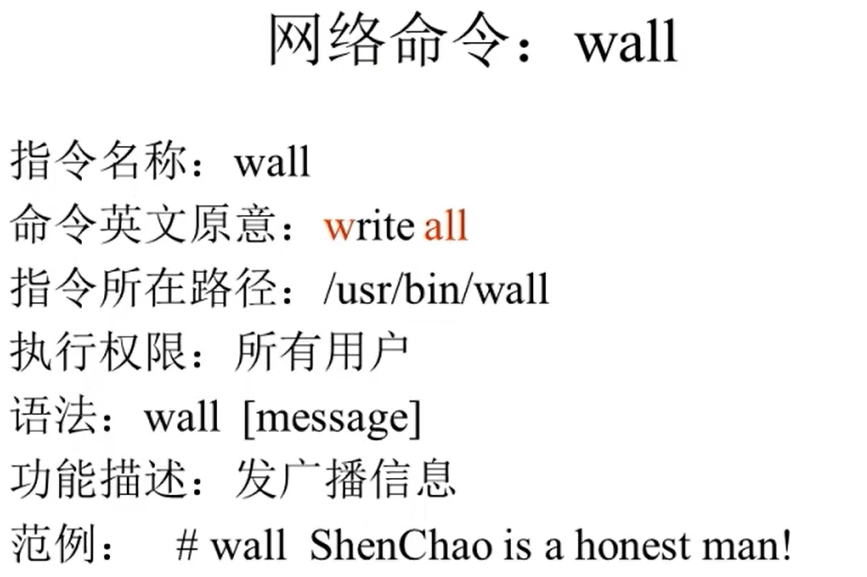 网络命令：wall
指令名称：wall
命令英文原意：write all
指令所在路径：/usr/bin/wall
执行权限：所有用户
语法：wall [message]
功能描述：发广播信息
范例： # wall ShenChao is a honest man!